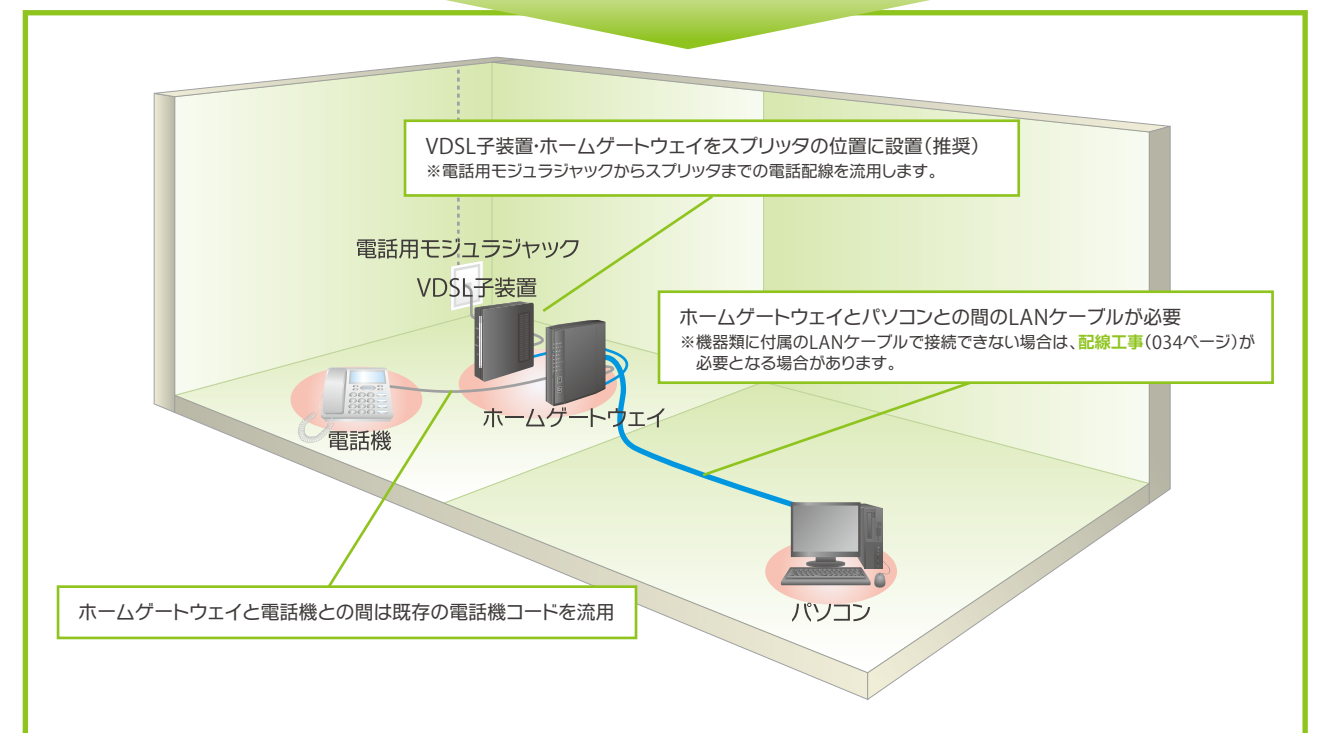 VDSL子装置・ホームゲートウェイをスプリッタの位置に設置（推奨）
※電話用モジュラジャックからスプリッタまでの電話配線を流用します。
電話用モジュラジャック
VDSL子装置
ホームゲートウェイとパソコンとの間のLANケーブルが必要
※機器類に付属のLANケーブルで接続できない場合は、配線工事（034ページ）が
必要となる場合があります。
ホームゲートウェイ
電話機
パソコン
ホームゲートウェイと電話機との間は既存の電話機コードを流用